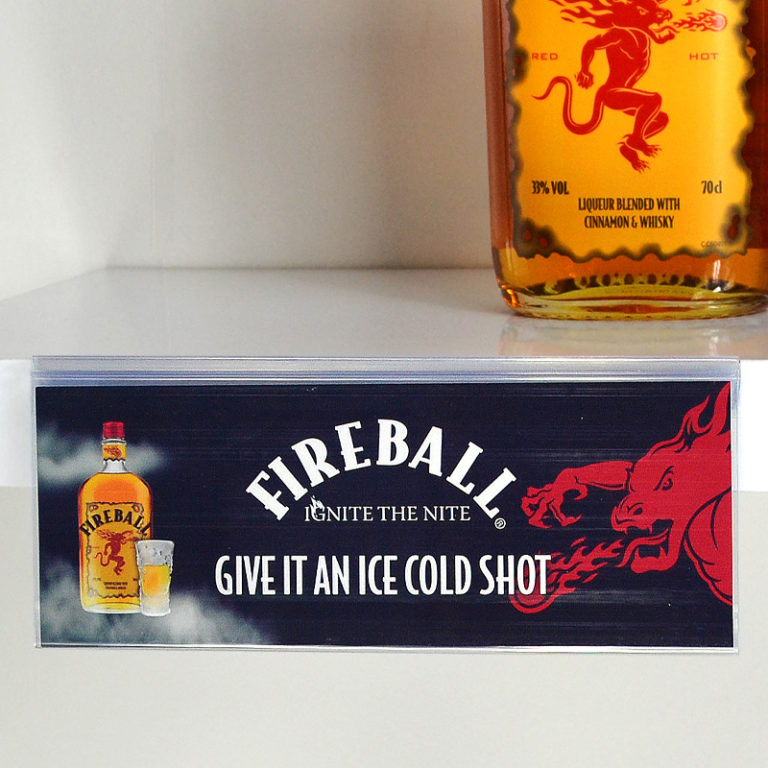 RED HOT
33% VOL 70cl
LIQUEUR BLENDED WITH
CINNAMON & WHISKY
FIREBALL®
IGNITE THE NITE
GIVE IT AN ICE COLD SHOT
FIREBALL